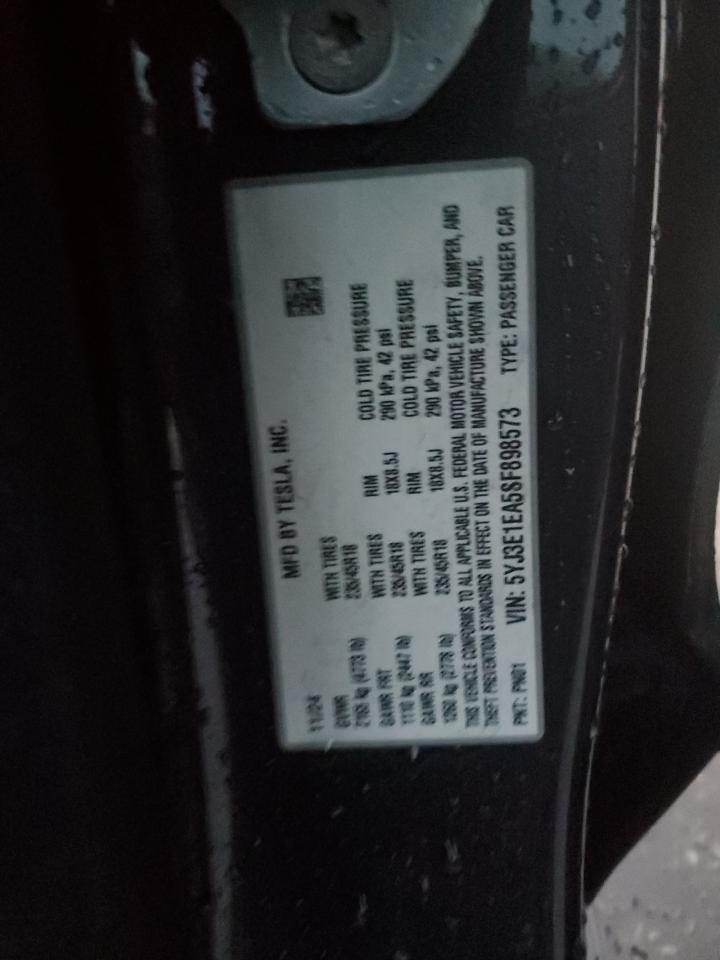 MFD BY TESLA, INC.
11/24
GVWR WITH TIRES
2165 kg (4773 lb) 235/45R18
GAWR FRT WITH TIRES RIM COLD TIRE PRESSURE
1110 kg (2447 lb) 235/45R18 18X8.5J 290 kPa, 42 psi
GAWR RR WITH TIRES RIM COLD TIRE PRESSURE
1260 kg (2778 lb) 235/45R18 18X8.5J 290 kPa, 42 psi
THIS VEHICLE CONFORMS TO ALL APPLICABLE U.S. FEDERAL MOTOR VEHICLE SAFETY, BUMPER, AND
THEFT PREVENTION STANDARDS IN EFFECT ON THE DATE OF MANUFACTURE SHOWN ABOVE.
PNT: PN01 VIN: 5YJ3E1EA5SF898573 TYPE: PASSENGER CAR